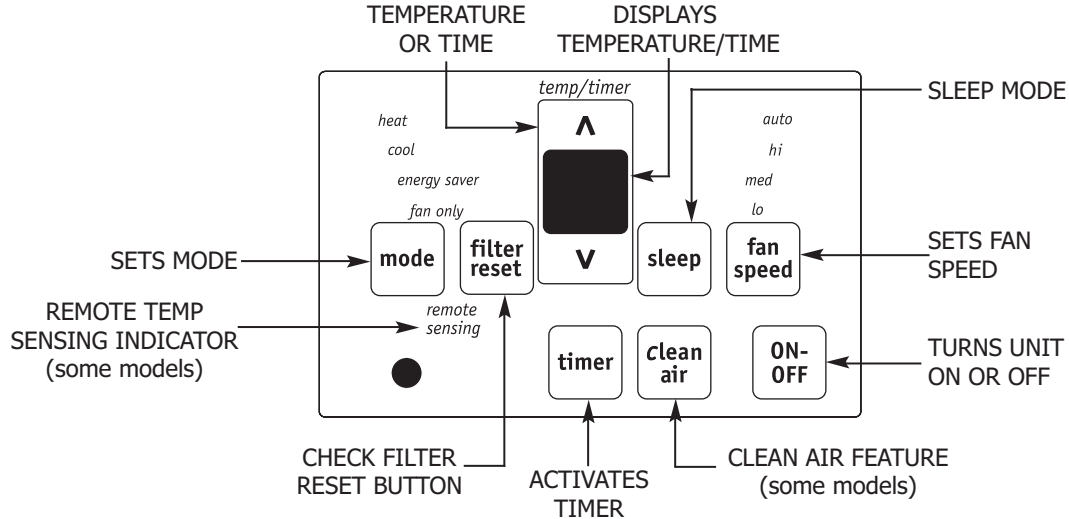 TEMPERATURE
OR TIME
DISPLAYS
TEMPERATURE/TIME
temp/timer
SLEEP MODE
heat
cool
energy saver
fan only
^
v
auto
hi
med
lo
SETS MODE
mode
filter
reset
sleep
fan
speed
SETS FAN
SPEED
REMOTE TEMP
SENSING INDICATOR
(some models)
remote
sensing
timer
clean
air
ON-
OFF
TURNS UNIT
ON OR OFF
CHECK FILTER
RESET BUTTON
ACTIVATES
TIMER
CLEAN AIR FEATURE
(some models)